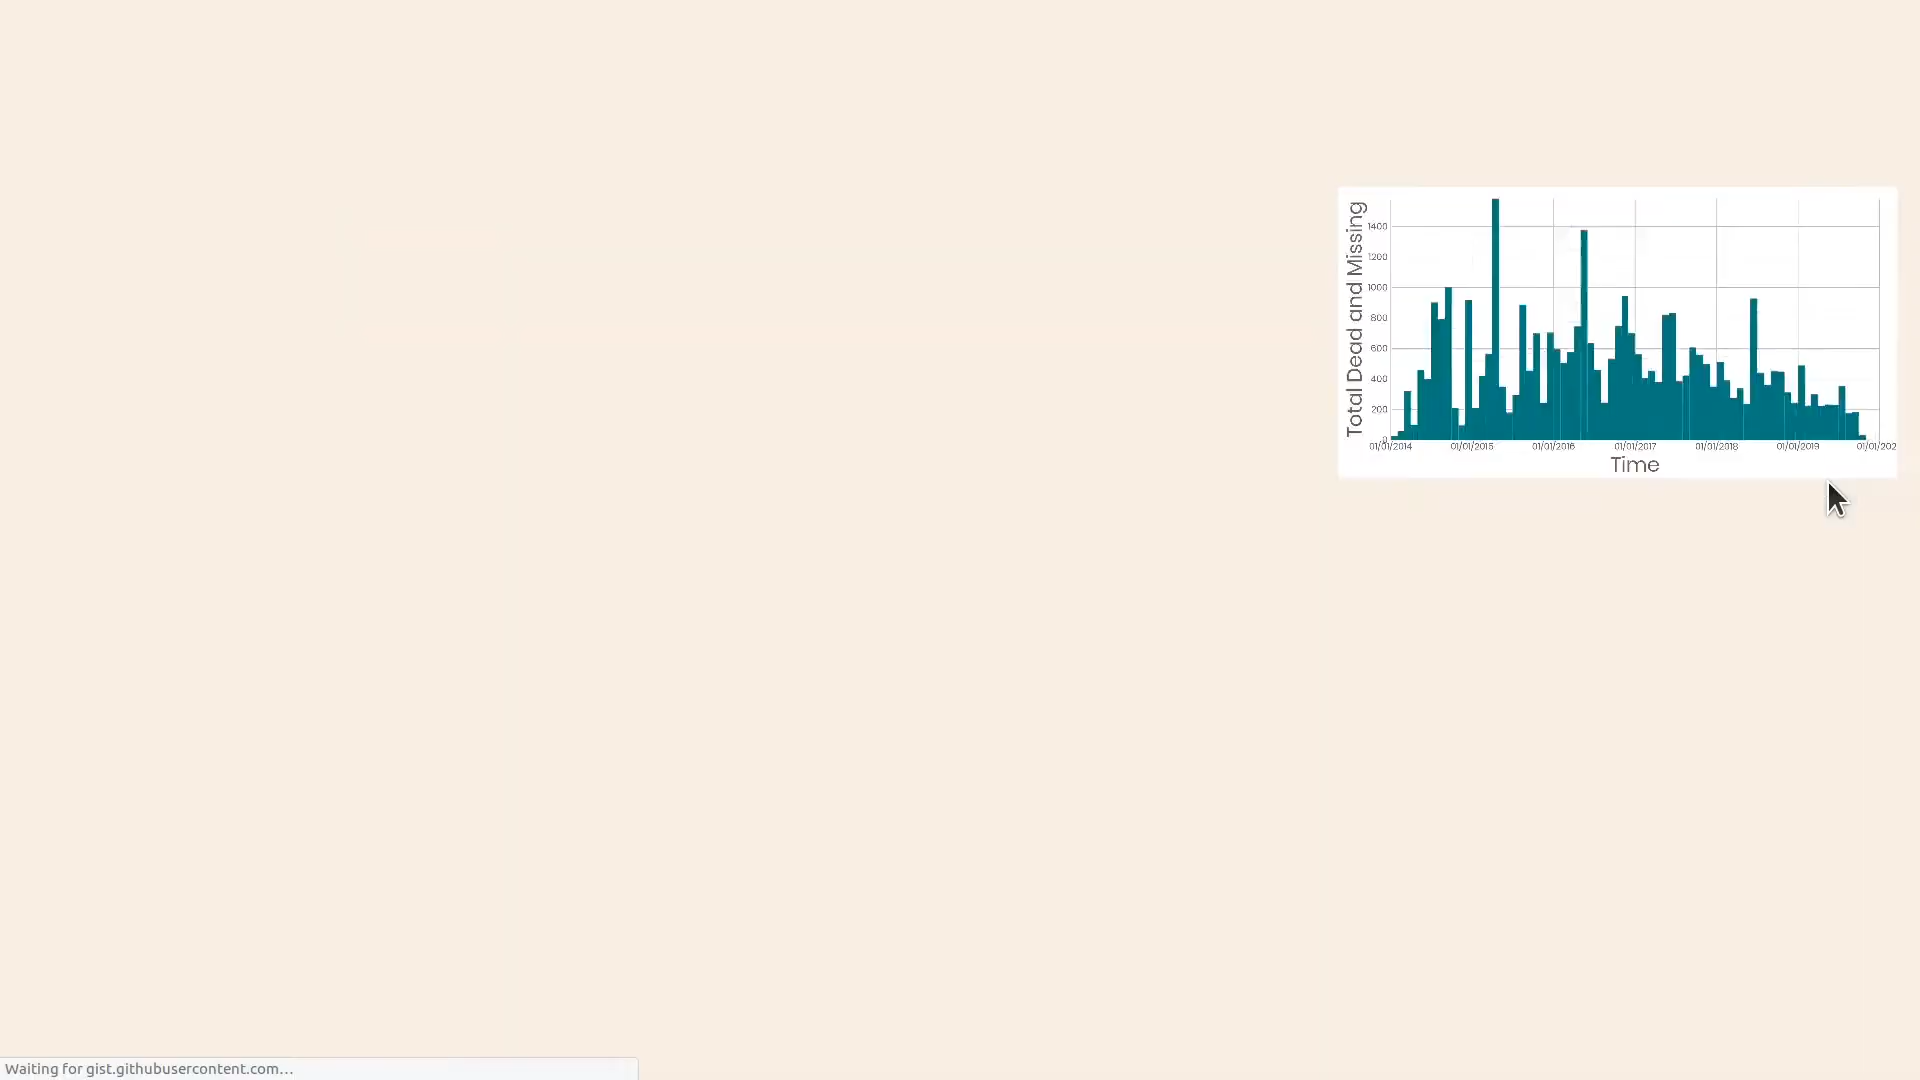 Total Dead and Missing
1400
1200
1000
800
600
400
200
0
01/01/2014 01/01/2015 01/01/2016 01/01/2017 01/01/2018 01/01/2019 01/01/202
Time
Waiting for gist.githubusercontent.com...